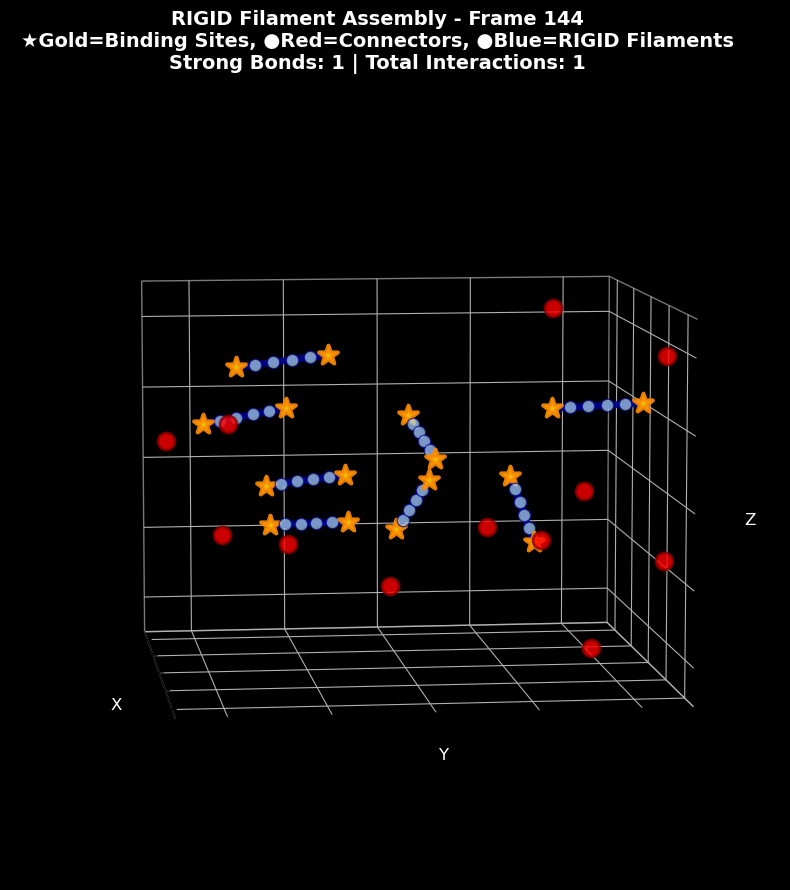 RIGID Filament Assembly - Frame 144
★Gold=Binding Sites, ●Red=Connectors, ●Blue=RIGID Filaments
Strong Bonds: 1 | Total Interactions: 1
Z
X
Y